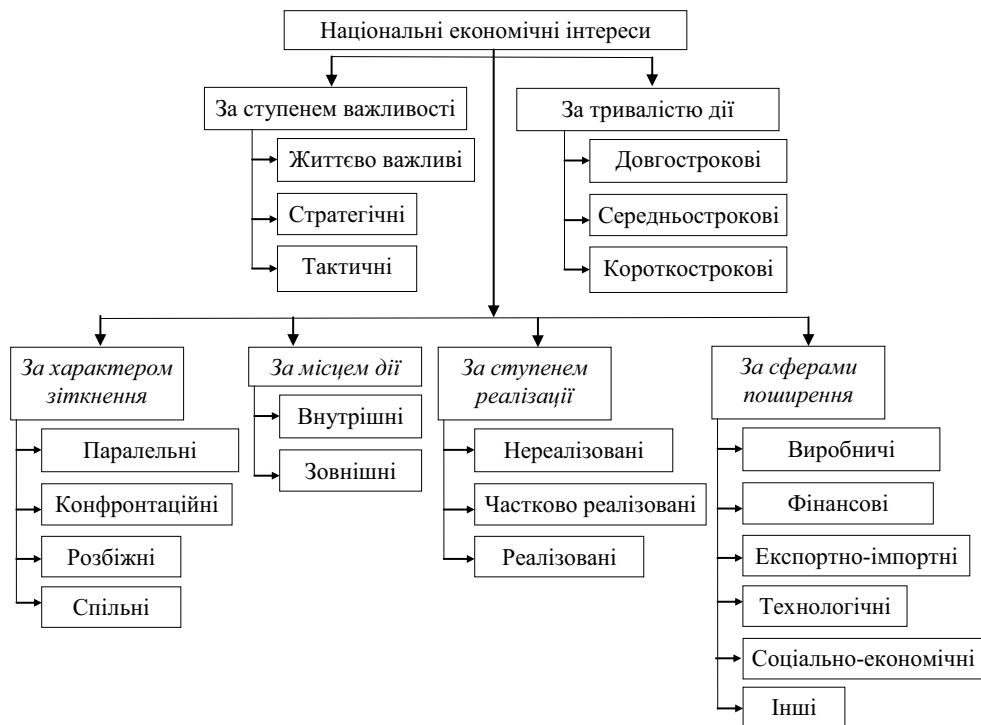 Національні економічні інтереси
За ступенем важливості
Життєво важливі
Стратегічні
Тактичні
За тривалістю дії
Довгострокові
Середньострокові
Короткострокові
За характером
зіткнення
Паралельні
Конфронтаційні
Розбіжні
Спільні
За місцем дії
Внутрішні
Зовнішні
За ступенем
реалізації
Нереалізовані
Частково реалізовані
Реалізовані
За сферами
поширення
Виробничі
Фінансові
Експортно-імпортні
Технологічні
Соціально-економічні
Інші